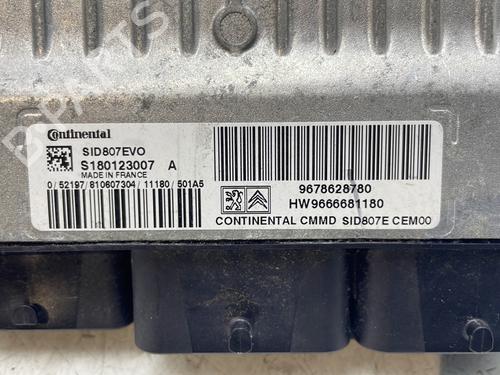 Continental
SID807EVO
S180123007 A
MADE IN FRANCE
0/52197/810607304/11180/501A5
9678628780
HW9666681180
CONTINENTAL CMMD SID807E CEM00